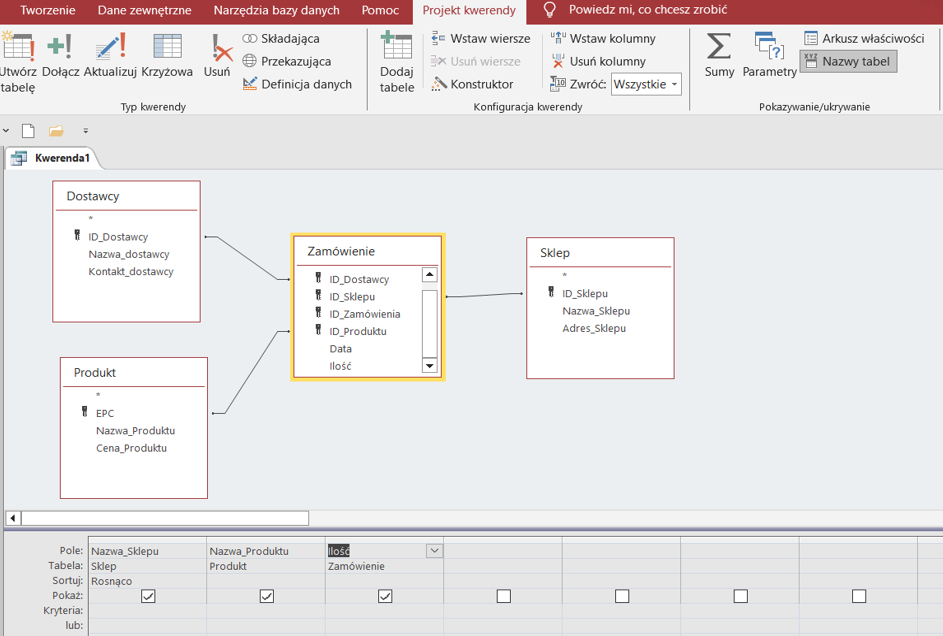 Tworzenie Dane zewnętrzne Narzędzia bazy danych Pomoc Projekt kwerendy Powiedz mi, co chcesz zrobić
Utwórz tabelę
Dołącz
Aktualizuj
Krzyżowa
Usuń
Składająca
Przekazująca
Definicja danych
Typ kwerendy
Dodaj tabele
Wstaw wiersze
Usuń wiersze
Konstruktor
Wstaw kolumny
Usuń kolumny
Zwróć: Wszystkie
Konfiguracja kwerendy
Sumy
Parametry
Arkusz właściwości
Nazwy tabel
Pokazywanie/ukrywanie
Kwerenda1
Dostawcy
*
ID_Dostawcy
Nazwa_dostawcy
Kontakt_dostawcy
Zamówienie
ID_Dostawcy
ID_Sklepu
ID_Zamówienia
ID_Produktu
Data
Ilość
Sklep
*
ID_Sklepu
Nazwa_Sklepu
Adres_Sklepu
Produkt
*
EPC
Nazwa_Produktu
Cena_Produktu
Pole: Nazwa_Sklepu Nazwa_Produktu Ilość
Tabela: Sklep Produkt Zamówienie
Sortuj: Rosnąco
Pokaż:
Kryteria:
lub: